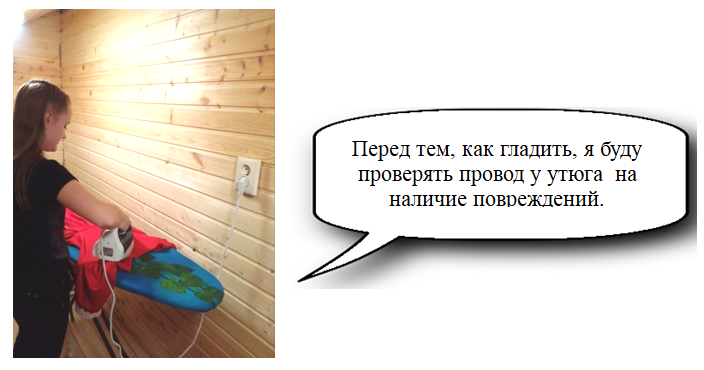 Перед тем, как гладить, я буду
проверять провод у утюга на
наличие повреждений.